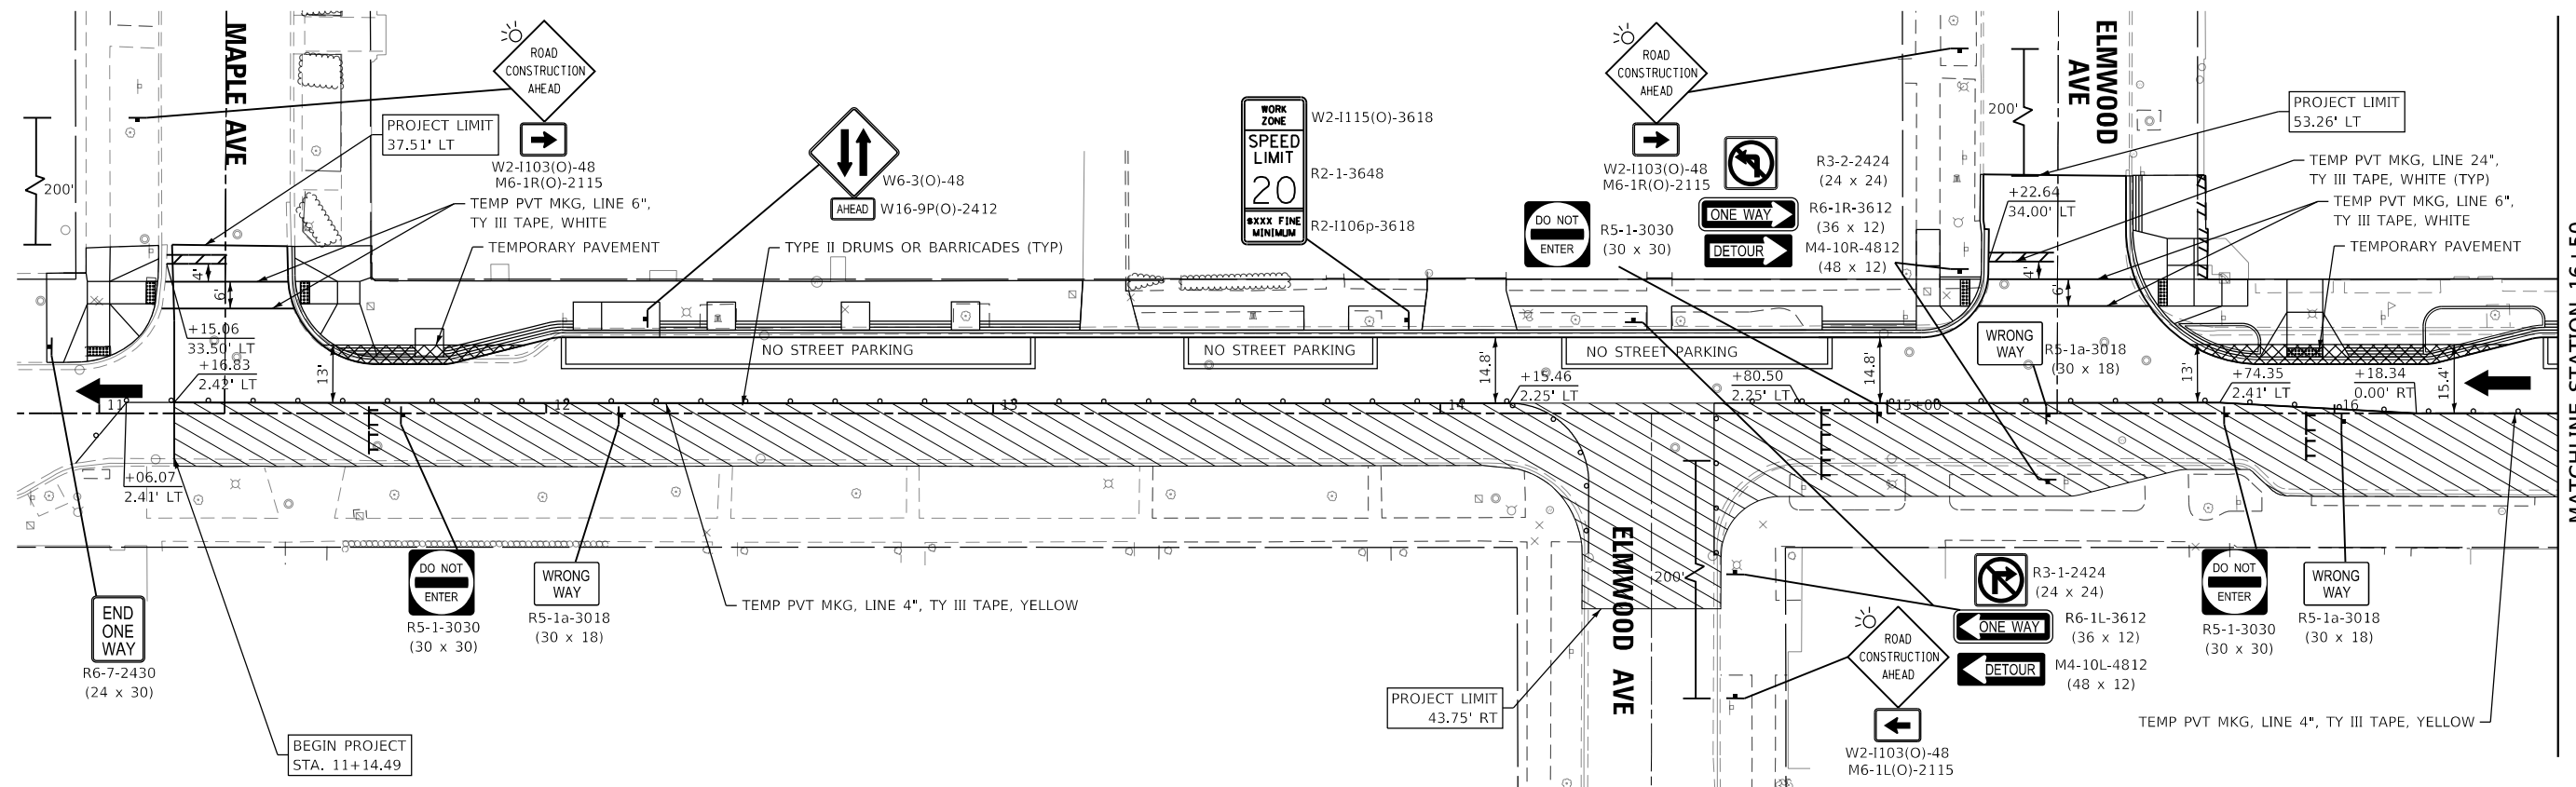 MAPLE AVE
ROAD
CONSTRUCTION
AHEAD
W2-I103(O)-48
M6-1R(O)-2115
PROJECT LIMIT
37.51' LT
200'
TEMP PVT MKG, LINE 6",
TY III TAPE, WHITE
TEMPORARY PAVEMENT
4'
6'
+15.06
33.50' LT
+16.83
2.42' LT
13'
W6-3(O)-48
AHEAD
W16-9P(O)-2412
TYPE II DRUMS OR BARRICADES (TYP)
NO STREET PARKING
NO STREET PARKING
NO STREET PARKING
WORK
ZONE
SPEED
LIMIT
20
$XXX FINE
MINIMUM
W2-I115(O)-3618
R2-1-3648
R2-I106p-3618
ROAD
CONSTRUCTION
AHEAD
W2-I103(O)-48
M6-1R(O)-2115
DO NOT
ENTER
R5-1-3030
(30 x 30)
R3-2-2424
(24 x 24)
ONE WAY
R6-1R-3612
(36 x 12)
DETOUR
M4-10R-4812
(48 x 12)
ELMWOOD
AVE
200'
PROJECT LIMIT
53.26' LT
TEMP PVT MKG, LINE 24",
TY III TAPE, WHITE (TYP)
TEMP PVT MKG, LINE 6",
TY III TAPE, WHITE
TEMPORARY PAVEMENT
+22.64
34.00' LT
4'
6'
WRONG
WAY
R5-1a-3018
(30 x 18)
14.8'
+15.46
2.25' LT
+80.50
2.25' LT
14.8'
13'
+74.35
2.41' LT
+18.34
0.00' RT
15.4'
MATCHLINE STATION 16+50
11
12
13
14
15+00
16
+06.07
2.41' LT
END
ONE
WAY
R6-7-2430
(24 x 30)
BEGIN PROJECT
STA. 11+14.49
DO NOT
ENTER
R5-1-3030
(30 x 30)
WRONG
WAY
R5-1a-3018
(30 x 18)
TEMP PVT MKG, LINE 4", TY III TAPE, YELLOW
ELMWOOD AVE
200'
PROJECT LIMIT
43.75' RT
ROAD
CONSTRUCTION
AHEAD
W2-I103(O)-48
M6-1L(O)-2115
R3-1-2424
(24 x 24)
ONE WAY
R6-1L-3612
(36 x 12)
DETOUR
M4-10L-4812
(48 x 12)
DO NOT
ENTER
R5-1-3030
(30 x 30)
WRONG
WAY
R5-1a-3018
(30 x 18)
TEMP PVT MKG, LINE 4", TY III TAPE, YELLOW